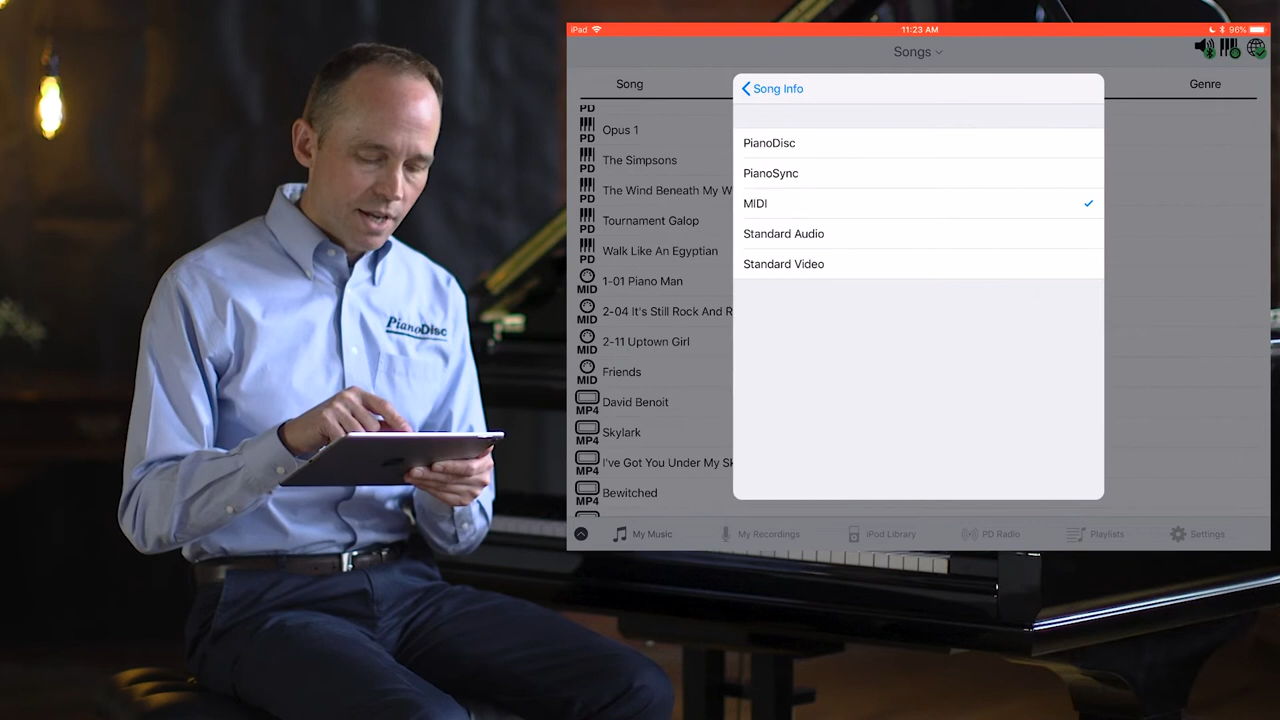 iPad
11:23 AM
96%
Songs
Song
Genre
Song Info
PD
PD Opus 1
PD The Simpsons
PD The Wind Beneath My W
PD Tournament Galop
PD Walk Like An Egyptian
MID 1-01 Piano Man
MID 2-04 It's Still Rock And R
MID 2-11 Uptown Girl
MID Friends
MP4 David Benoit
MP4 Skylark
MP4 I've Got You Under My Sk
MP4 Bewitched
PianoDisc
PianoSync
MIDI
Standard Audio
Standard Video
My Music
My Recordings
iPod Library
PD Radio
Playlists
Settings
PianoDisc